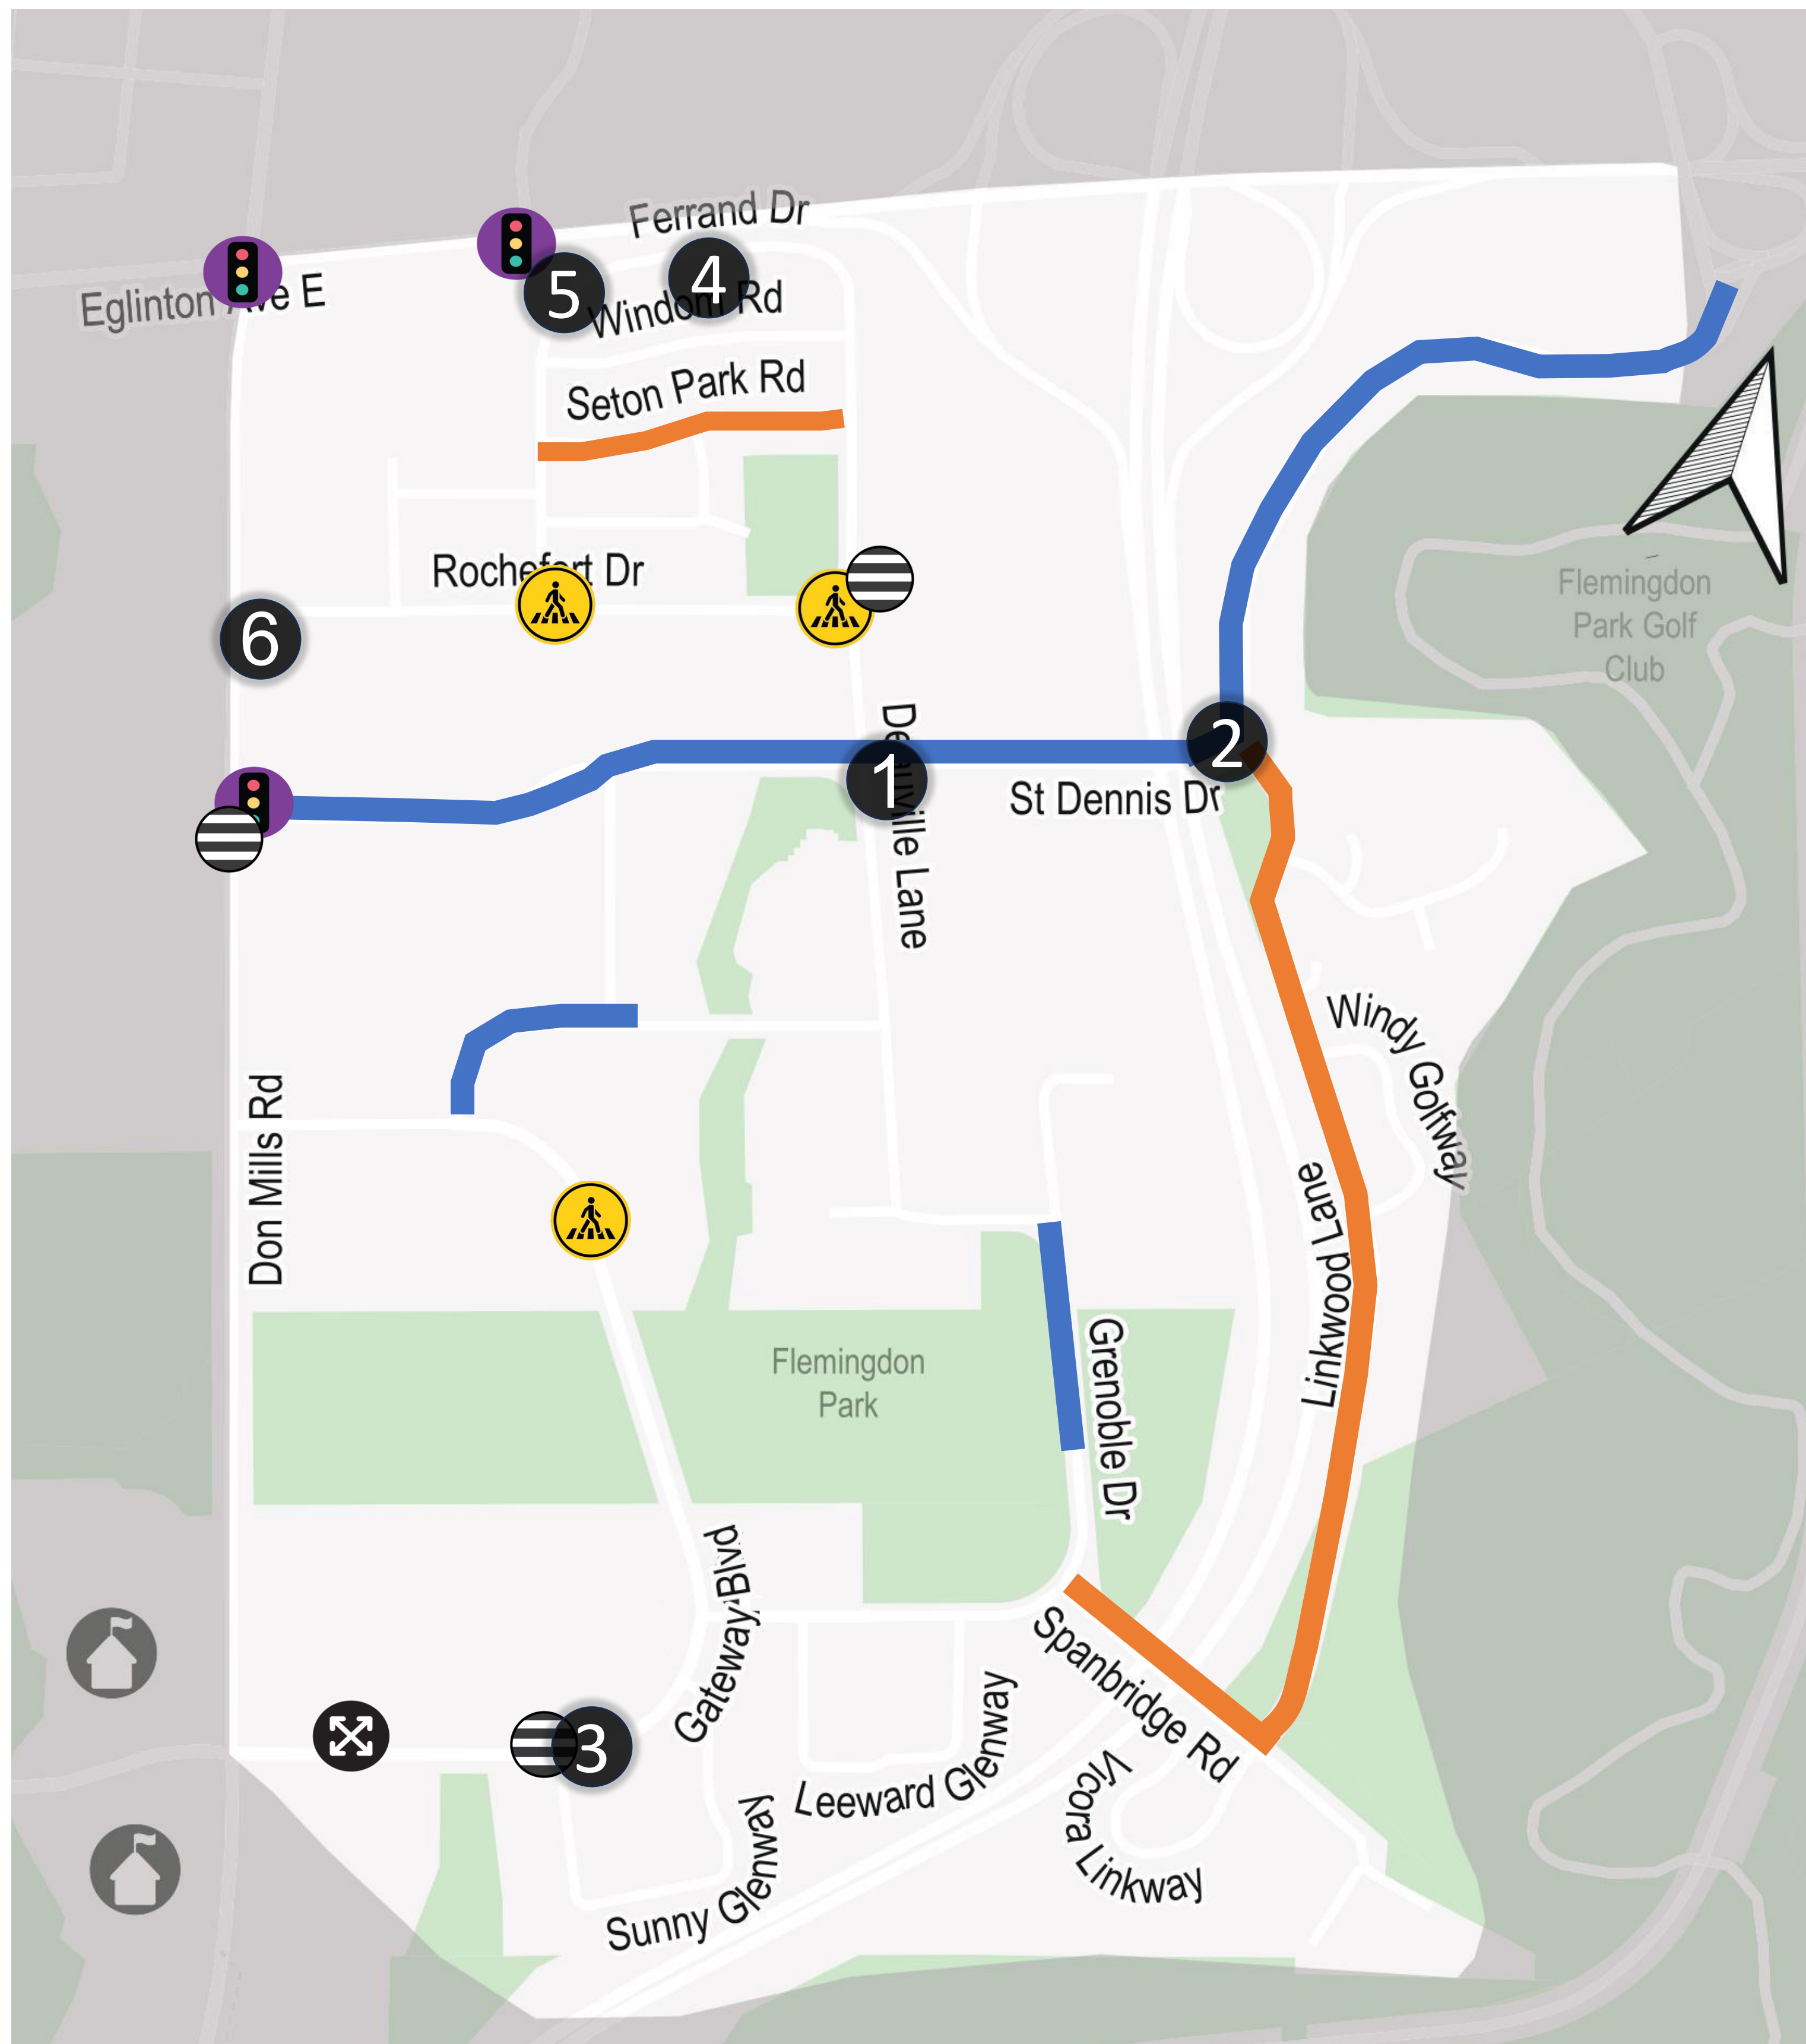 Ferrand Dr
Eglinton Ave E
5
4
Windom Rd
Seton Park Rd
Rochefort Dr
Flemingdon
Park Golf
Club
6
2
Deauville Lane
1
St Dennis Dr
Windy Golfway
Don Mills Rd
Linkwood Lane
Flemingdon
Park
Grenoble Dr
Gateway Blvd
Spanbridge Rd
3
Leeward Glenway
Vicora Linkway
Sunny Glenway